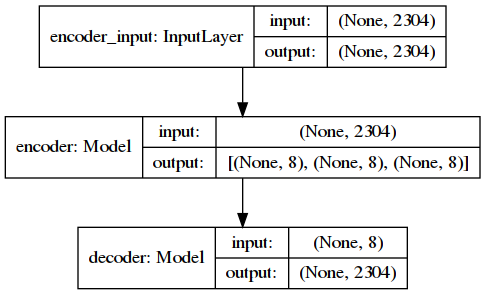 encoder_input: InputLayer
input: (None, 2304)
output: (None, 2304)
encoder: Model
input: (None, 2304)
output: [(None, 8), (None, 8), (None, 8)]
decoder: Model
input: (None, 8)
output: (None, 2304)